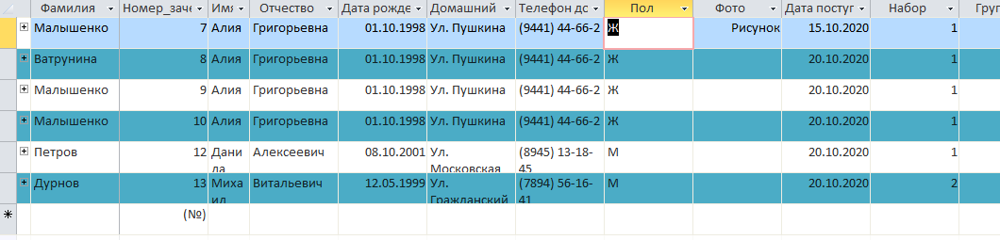 Фамилия Номер_заче Имя Отчество Дата рожде Домашний Телефон дс Пол Фото Дата постуг Набор Груг
Малышенко 7 Алия Григорьевна 01.10.1998 Ул. Пушкина (9441) 44-66-2 Ж Рисунок 15.10.2020 1
Ватрунина 8 Алия Григорьевна 01.10.1998 Ул. Пушкина (9441) 44-66-2 Ж 20.10.2020 1
Малышенко 9 Алия Григорьевна 01.10.1998 Ул. Пушкина (9441) 44-66-2 Ж 20.10.2020 1
Малышенко 10 Алия Григорьевна 01.10.1998 Ул. Пушкина (9441) 44-66-2 Ж 20.10.2020 1
Петров 12 Дани Алексеевич 08.10.2001 Ул. (8945) 13-18- М 20.10.2020 1
ла Московская 45
Дурнов 13 Миха Витальевич 12.05.1999 Ул. (7894) 56-16- М 20.10.2020 2
ил Гражданский 41
(№)